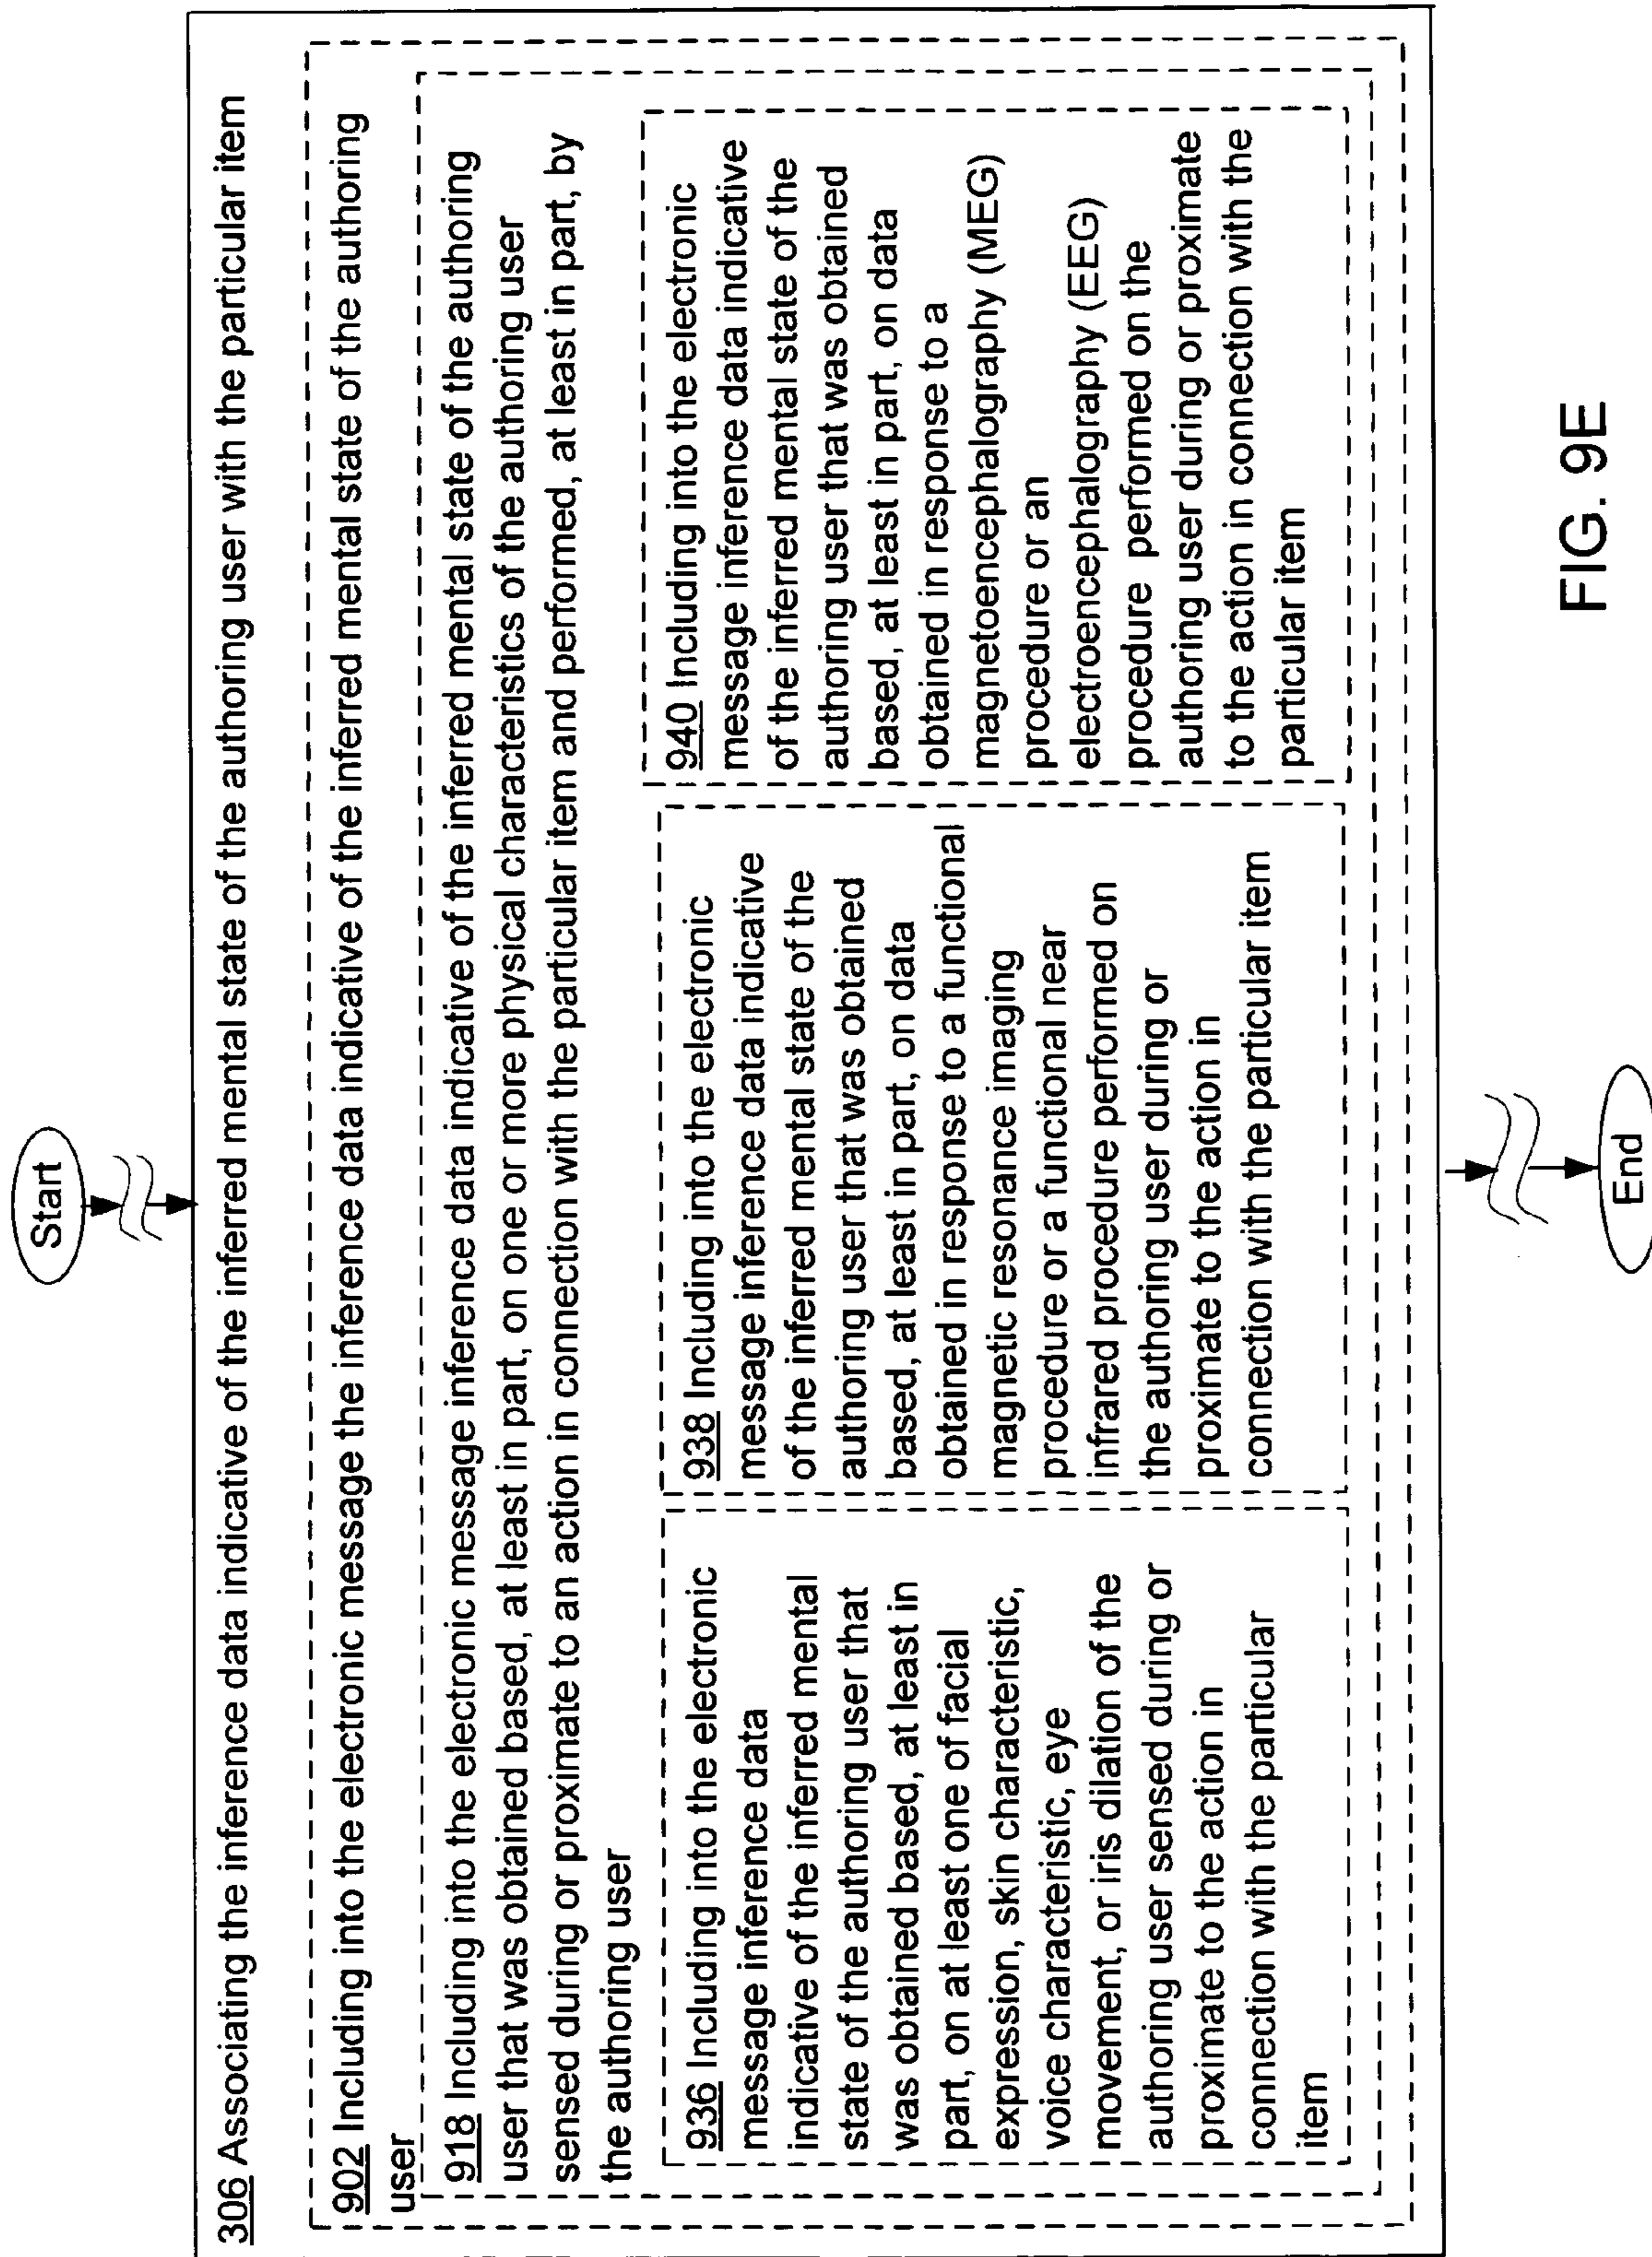 Start
306 Associating the inference data indicative of the inferred mental state of the authoring user with the particular item
902 Including into the electronic message the inference data indicative of the inferred mental state of the authoring
user
918 Including into the electronic message inference data indicative of the inferred mental state of the authoring
user that was obtained based, at least in part, on one or more physical characteristics of the authoring user
sensed during or proximate to an action in connection with the particular item and performed, at least in part, by
the authoring user
936 Including into the electronic
message inference data
indicative of the inferred mental
state of the authoring user that
was obtained based, at least in
part, on at least one of facial
expression, skin characteristic,
voice characteristic, eye
movement, or iris dilation of the
authoring user sensed during or
proximate to the action in
connection with the particular
item
938 Including into the electronic
message inference data indicative
of the inferred mental state of the
authoring user that was obtained
based, at least in part, on data
obtained in response to a functional
magnetic resonance imaging
procedure or a functional near
infrared procedure performed on
the authoring user during or
proximate to the action in
connection with the particular item
940 Including into the electronic
message inference data indicative
of the inferred mental state of the
authoring user that was obtained
based, at least in part, on data
obtained in response to a
magnetoencephalography (MEG)
procedure or an
electroencephalography (EEG)
procedure performed on the
authoring user during or proximate
to the action in connection with the
particular item
End
FIG. 9E